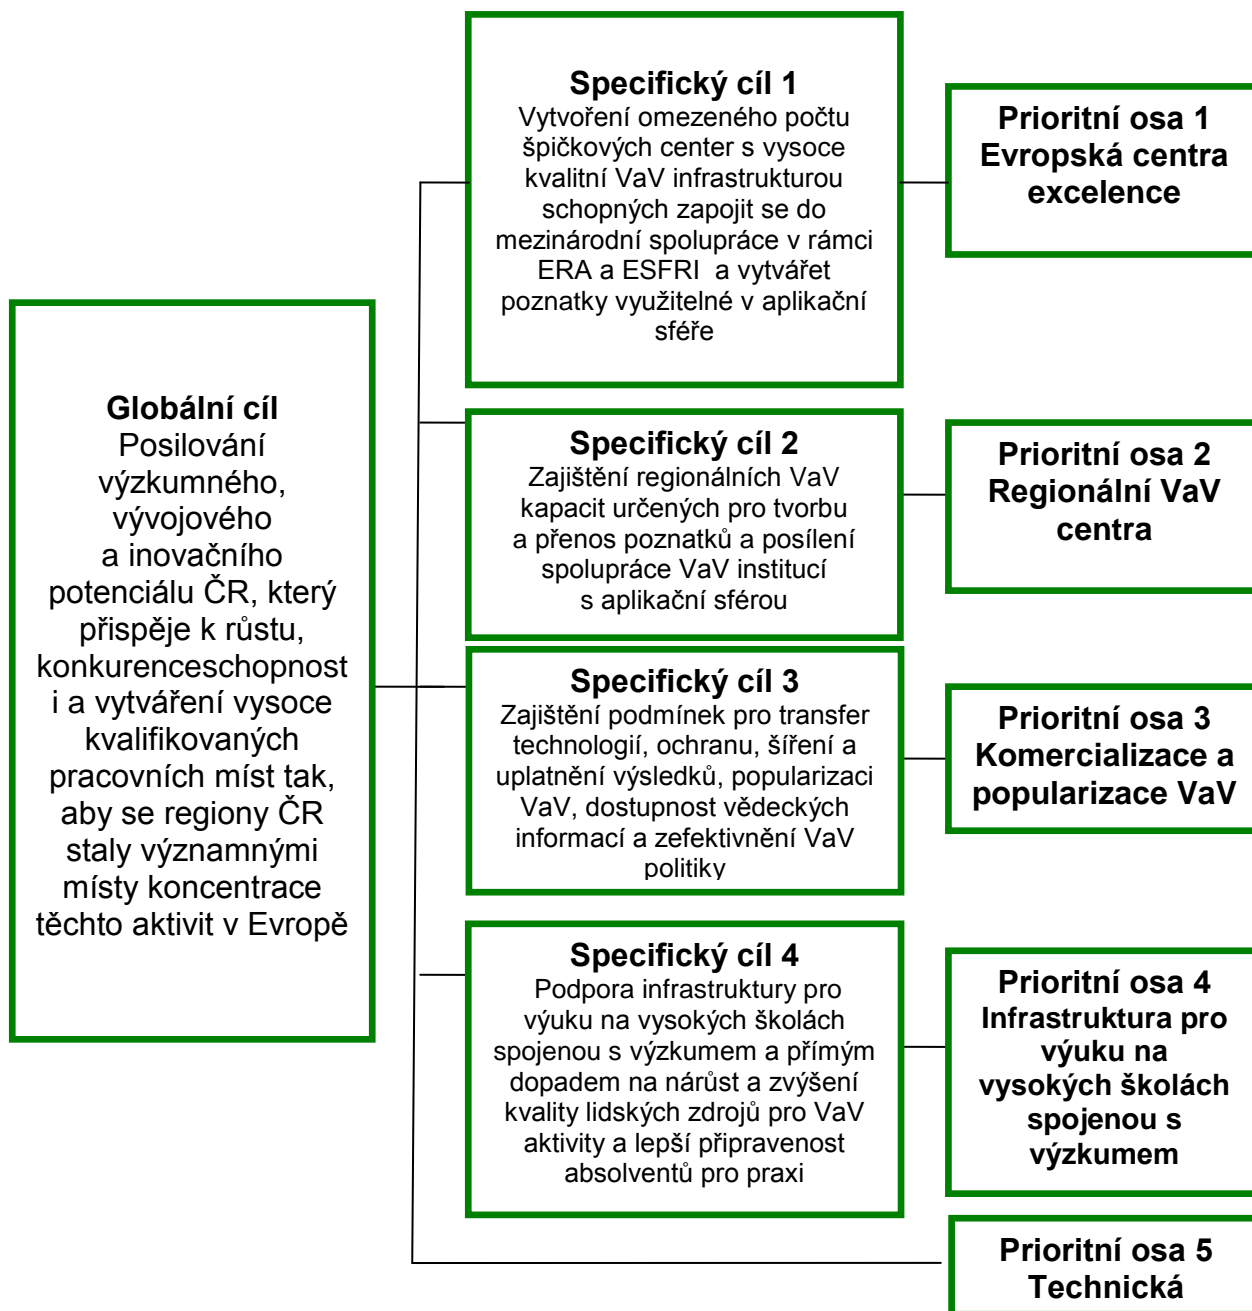 Globální cíl
Posilování
výzkumného,
vývojového
a inovačního
potenciálu ČR, který
přispěje k růstu,
konkurenceschopnost
i a vytváření vysoce
kvalifikovaných
pracovních míst tak,
aby se regiony ČR
staly významnými
místy koncentrace
těchto aktivit v Evropě
Specifický cíl 1
Vytvoření omezeného počtu
špičkových center s vysoce
kvalitní VaV infrastrukturou
schopných zapojit se do
mezinárodní spolupráce v rámci
ERA a ESFRI a vytvářet
poznatky využitelné v aplikační
sféře
Prioritní osa 1
Evropská centra
excelence
Specifický cíl 2
Zajištění regionálních VaV
kapacit určených pro tvorbu
a přenos poznatků a posílení
spolupráce VaV institucí
s aplikační sférou
Prioritní osa 2
Regionální VaV
centra
Specifický cíl 3
Zajištění podmínek pro transfer
technologií, ochranu, šíření a
uplatnění výsledků, popularizaci
VaV, dostupnost vědeckých
informací a zefektivnění VaV
politiky
Prioritní osa 3
Komercializace a
popularizace VaV
Specifický cíl 4
Podpora infrastruktury pro
výuku na vysokých školách
spojenou s výzkumem a přímým
dopadem na nárůst a zvýšení
kvality lidských zdrojů pro VaV
aktivity a lepší připravenost
absolventů pro praxi
Prioritní osa 4
Infrastruktura pro
výuku na
vysokých školách
spojenou s
výzkumem
Prioritní osa 5
Technická